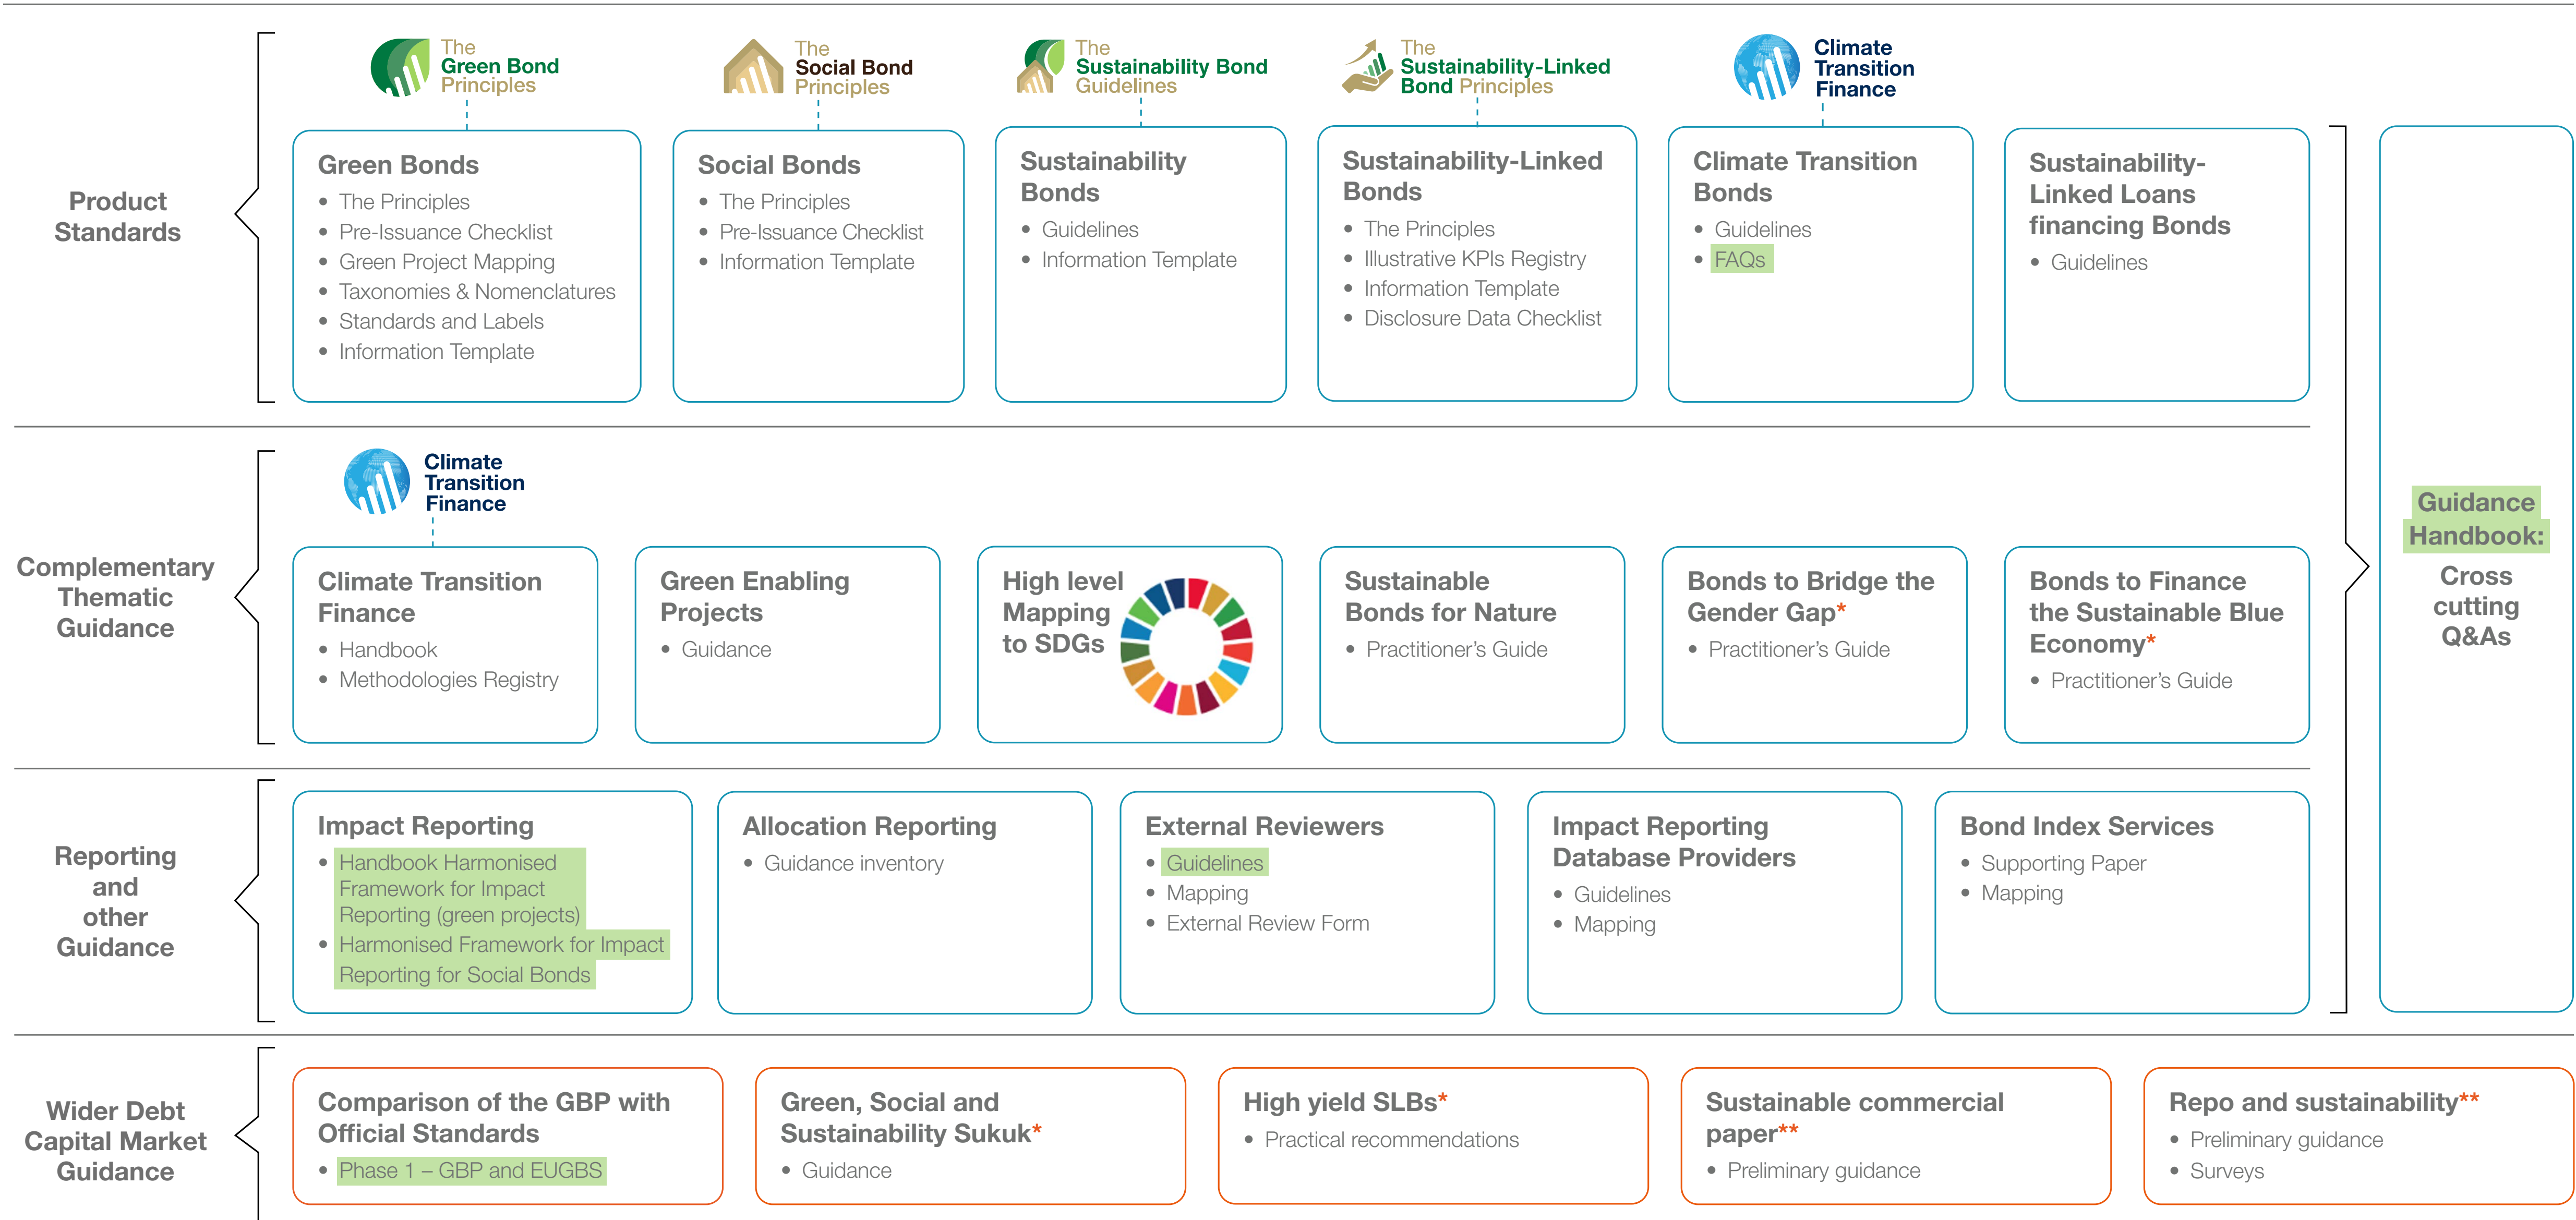 The
Green Bond
Principles
The
Social Bond
Principles
The
Sustainability Bond
Guidelines
The
Sustainability-Linked
Bond Principles
Climate
Transition
Finance
Product
Standards
Green Bonds
• The Principles
• Pre-Issuance Checklist
• Green Project Mapping
• Taxonomies & Nomenclatures
• Standards and Labels
• Information Template
Social Bonds
• The Principles
• Pre-Issuance Checklist
• Information Template
Sustainability
Bonds
• Guidelines
• Information Template
Sustainability-Linked
Bonds
• The Principles
• Illustrative KPIs Registry
• Information Template
• Disclosure Data Checklist
Climate Transition
Bonds
• Guidelines
• FAQs
Sustainability-
Linked Loans
financing Bonds
• Guidelines
Climate
Transition
Finance
Complementary
Thematic
Guidance
Climate Transition
Finance
• Handbook
• Methodologies Registry
Green Enabling
Projects
• Guidance
High level
Mapping
to SDGs
Sustainable
Bonds for Nature
• Practitioner's Guide
Bonds to Bridge the
Gender Gap*
• Practitioner's Guide
Bonds to Finance
the Sustainable Blue
Economy*
• Practitioner's Guide
Guidance
Handbook:
Cross
cutting
Q&As
Reporting
and
other
Guidance
Impact Reporting
• Handbook Harmonised
Framework for Impact
Reporting (green projects)
• Harmonised Framework for Impact
Reporting for Social Bonds
Allocation Reporting
• Guidance inventory
External Reviewers
• Guidelines
• Mapping
• External Review Form
Impact Reporting
Database Providers
• Guidelines
• Mapping
Bond Index Services
• Supporting Paper
• Mapping
Wider Debt
Capital Market
Guidance
Comparison of the GBP with
Official Standards
• Phase 1 – GBP and EUGBS
Green, Social and
Sustainability Sukuk*
• Guidance
High yield SLBs*
• Practical recommendations
Sustainable commercial
paper**
• Preliminary guidance
Repo and sustainability**
• Preliminary guidance
• Surveys